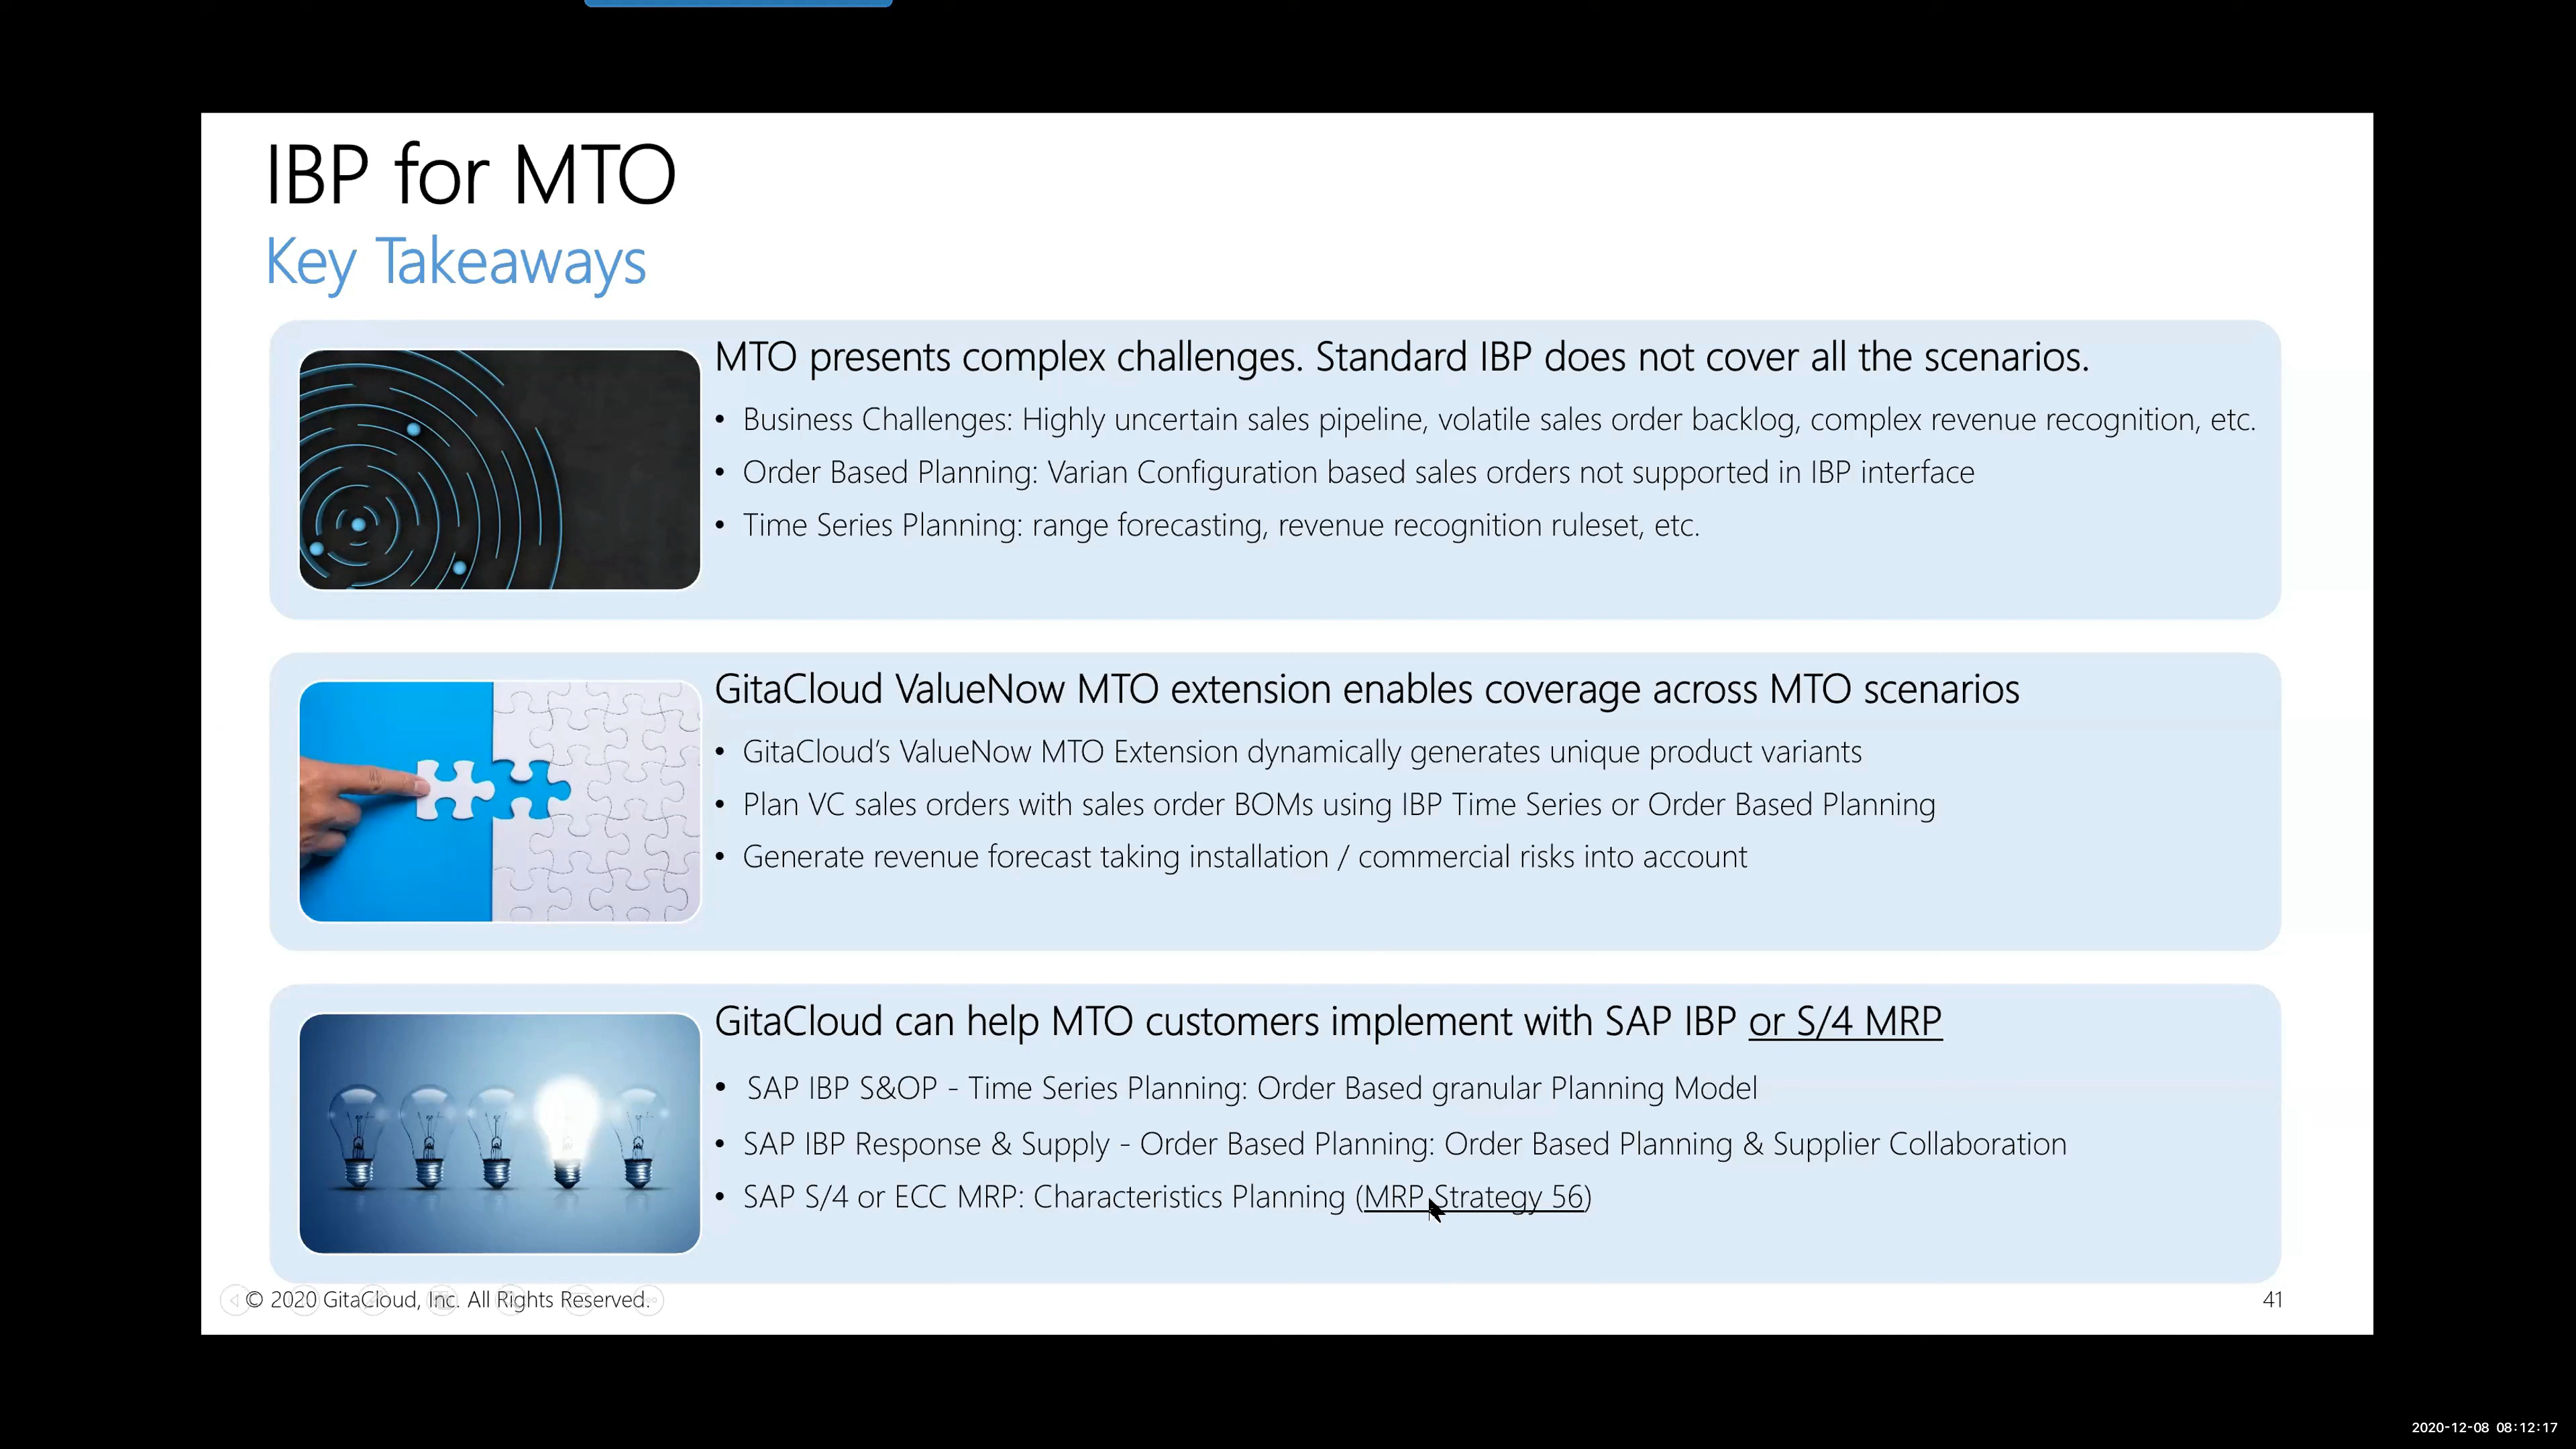 IBP for MTO
Key Takeaways
MTO presents complex challenges. Standard IBP does not cover all the scenarios.
• Business Challenges: Highly uncertain sales pipeline, volatile sales order backlog, complex revenue recognition, etc.
• Order Based Planning: Varian Configuration based sales orders not supported in IBP interface
• Time Series Planning: range forecasting, revenue recognition ruleset, etc.
GitaCloud ValueNow MTO extension enables coverage across MTO scenarios
• GitaCloud’s ValueNow MTO Extension dynamically generates unique product variants
• Plan VC sales orders with sales order BOMs using IBP Time Series or Order Based Planning
• Generate revenue forecast taking installation / commercial risks into account
GitaCloud can help MTO customers implement with SAP IBP or S/4 MRP
• SAP IBP S&OP - Time Series Planning: Order Based granular Planning Model
• SAP IBP Response & Supply - Order Based Planning: Order Based Planning & Supplier Collaboration
• SAP S/4 or ECC MRP: Characteristics Planning (MRP Strategy 56)
© 2020 GitaCloud, Inc. All Rights Reserved.
41
2020-12-08 08:12:17